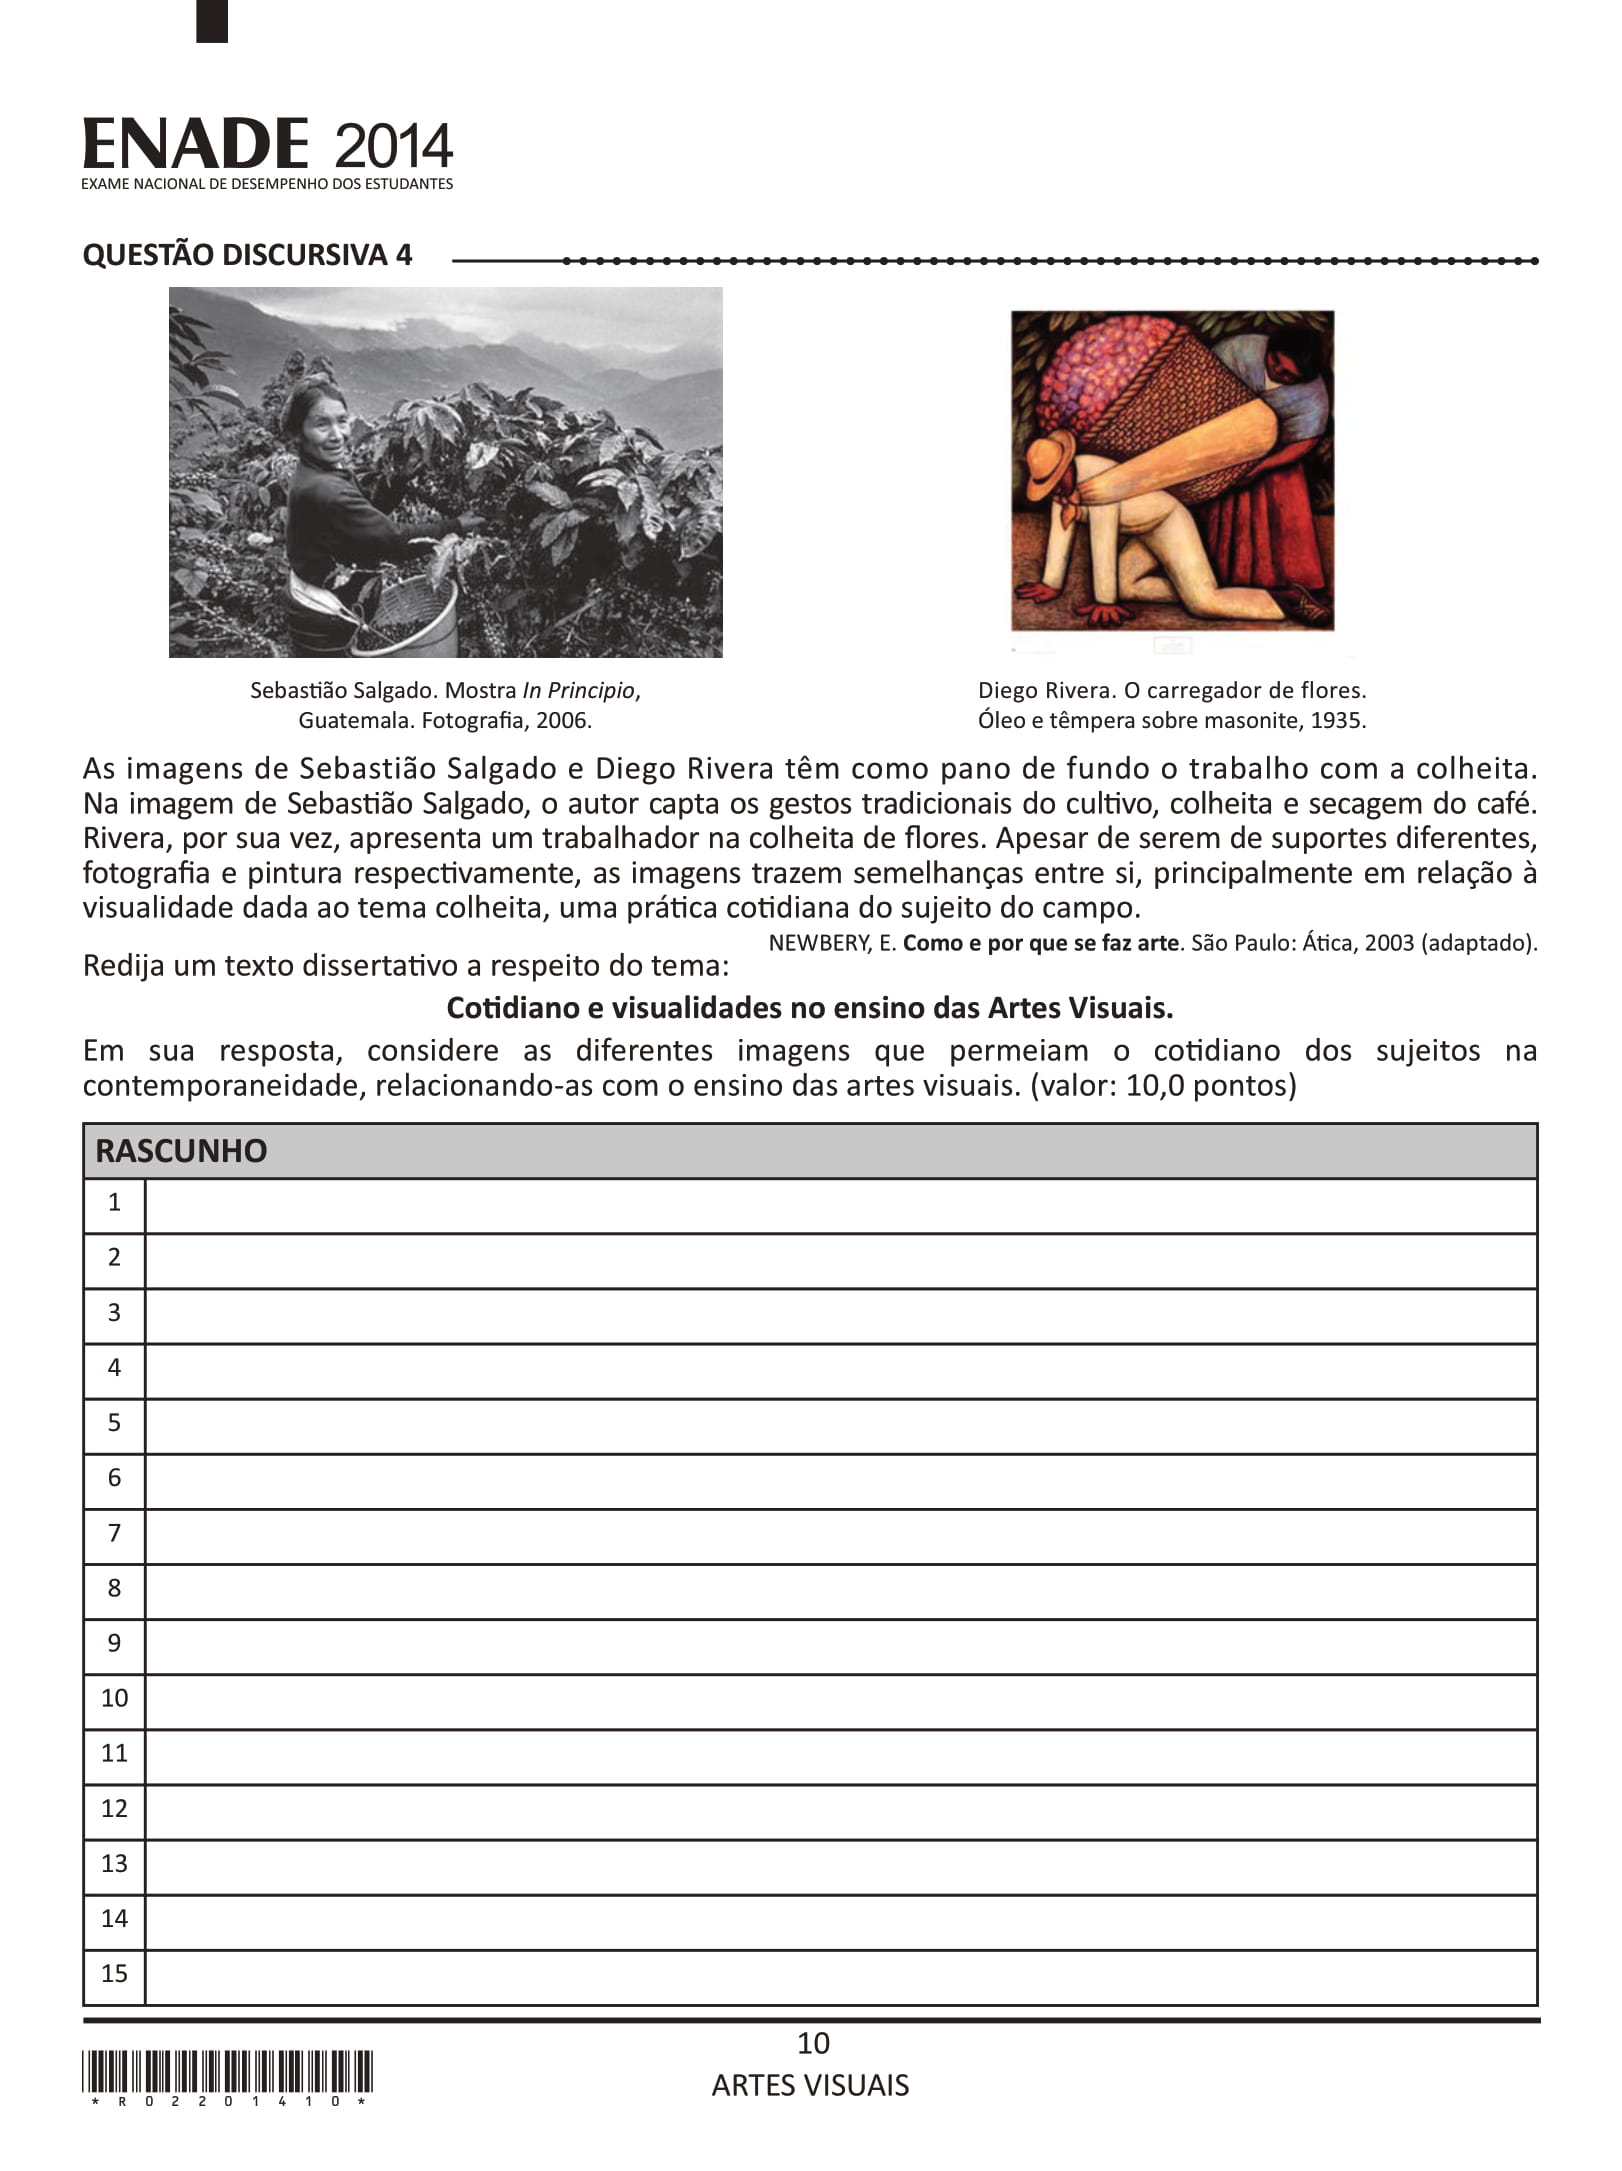 ENADE 2014
EXAME NACIONAL DE DESEMPENHO DOS ESTUDANTES
QUESTÃO DISCURSIVA 4
Sebastião Salgado. Mostra In Principio,
Guatemala. Fotografia, 2006.
Diego Rivera. O carregador de flores.
Óleo e têmpera sobre masonite, 1935.
As imagens de Sebastião Salgado e Diego Rivera têm como pano de fundo o trabalho com a colheita.
Na imagem de Sebastião Salgado, o autor capta os gestos tradicionais do cultivo, colheita e secagem do café.
Rivera, por sua vez, apresenta um trabalhador na colheita de flores. Apesar de serem de suportes diferentes,
fotografia e pintura respectivamente, as imagens trazem semelhanças entre si, principalmente em relação à
visualidade dada ao tema colheita, uma prática cotidiana do sujeito do campo.
NEWBERY, E. Como e por que se faz arte. São Paulo: Ática, 2003 (adaptado).
Redija um texto dissertativo a respeito do tema:
Cotidiano e visualidades no ensino das Artes Visuais.
Em sua resposta, considere as diferentes imagens que permeiam o cotidiano dos sujeitos na
contemporaneidade, relacionando-as com o ensino das artes visuais. (valor: 10,0 pontos)
RASCUNHO
1
2
3
4
5
6
7
8
9
10
11
12
13
14
15
10
ARTES VISUAIS
*R02201410*